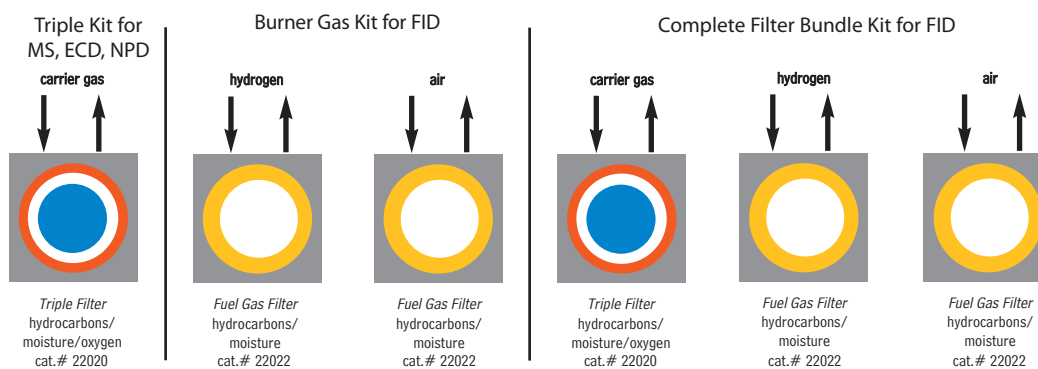 Triple Kit for
MS, ECD, NPD
carrier gas
Triple Filter
hydrocarbons/
moisture/oxygen
cat.# 22020
Burner Gas Kit for FID
hydrogen
Fuel Gas Filter
hydrocarbons/
moisture
cat.# 22022
air
Fuel Gas Filter
hydrocarbons/
moisture
cat.# 22022
Complete Filter Bundle Kit for FID
carrier gas
Triple Filter
hydrocarbons/
moisture/oxygen
cat.# 22020
hydrogen
Fuel Gas Filter
hydrocarbons/
moisture
cat.# 22022
air
Fuel Gas Filter
hydrocarbons/
moisture
cat.# 22022